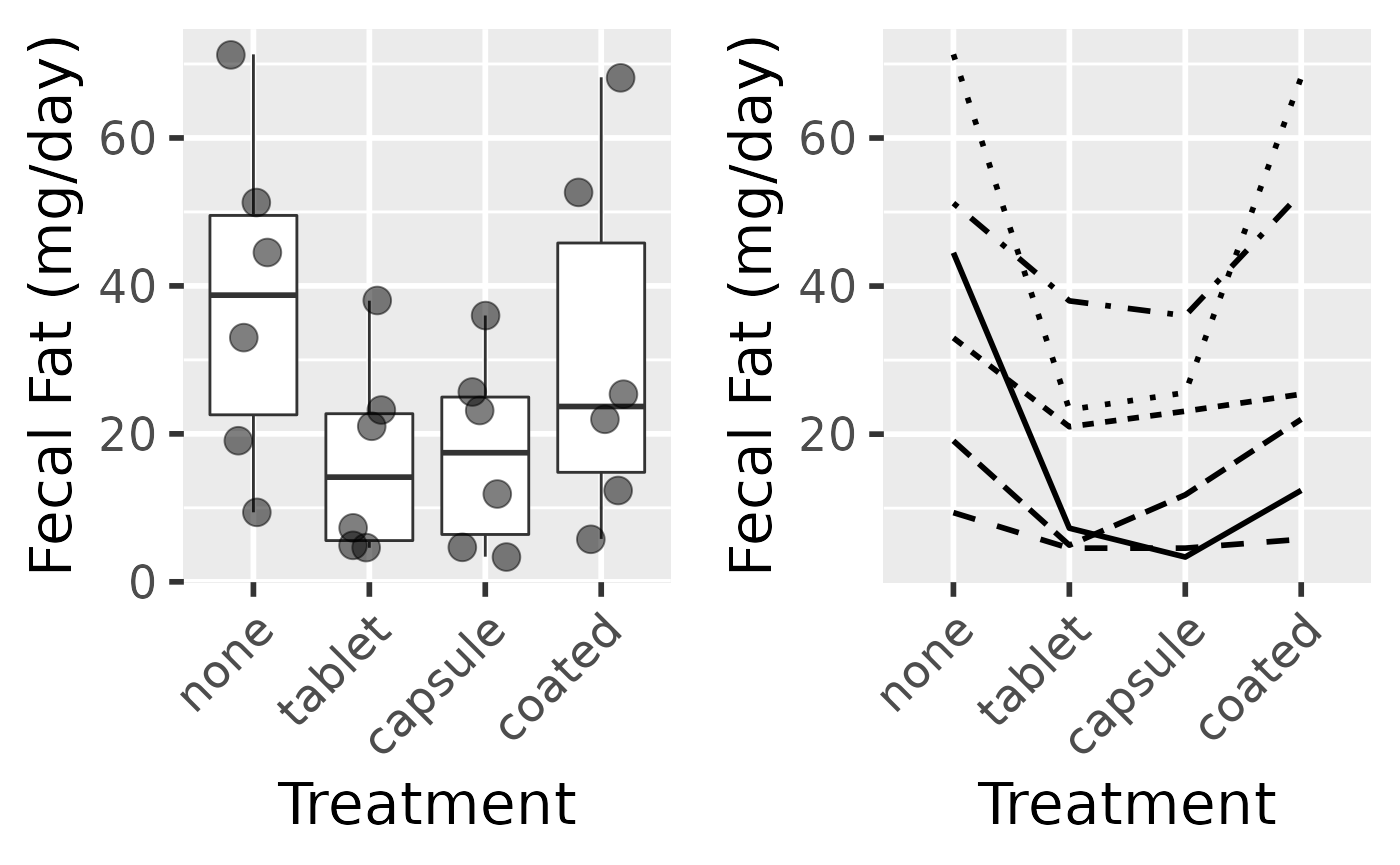 Fecal Fat (mg/day)
60
40
20
0
none
tablet
capsule
coated
Treatment
Fecal Fat (mg/day)
60
40
20
none
tablet
capsule
coated
Treatment